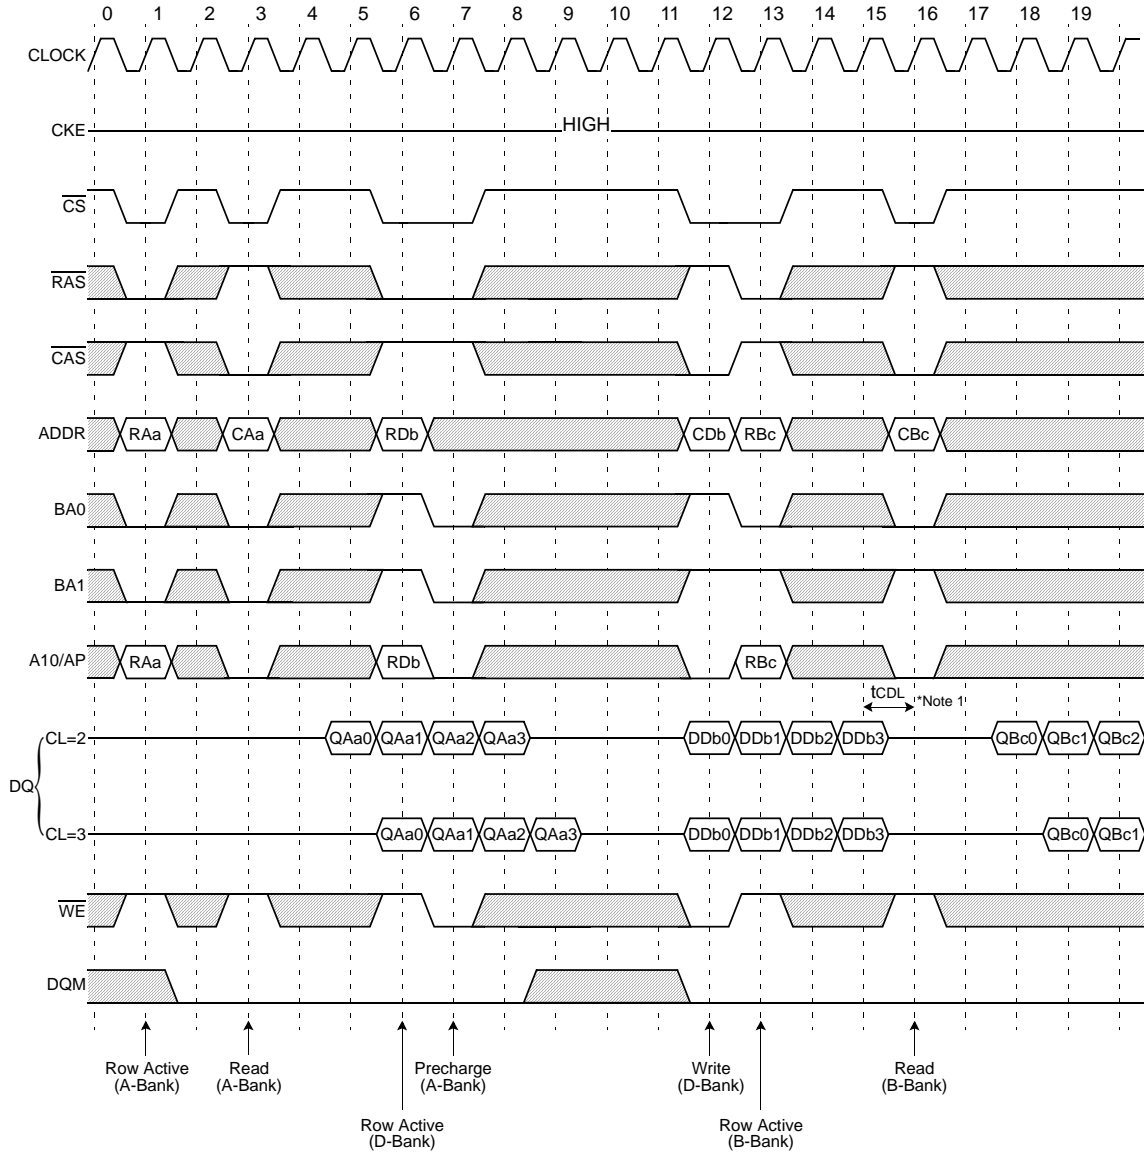 0 1 2 3 4 5 6 7 8 9 10 11 12 13 14 15 16 17 18 19
CLOCK
CKE HIGH
CS
RAS
CAS
ADDR RAa CAa RDb CDb RBc CBc
BA0
BA1
A10/AP RAa RDb RBc
tCDL *Note 1
CL=2 QAa0 QAa1 QAa2 QAa3 DDb0 DDb1 DDb2 DDb3 QBc0 QBc1 QBc2
DQ
CL=3 QAa0 QAa1 QAa2 QAa3 DDb0 DDb1 DDb2 DDb3 QBc0 QBc1
WE
DQM
Row Active
(A-Bank)
Read
(A-Bank)
Precharge
(A-Bank)
Write
(D-Bank)
Read
(B-Bank)
Row Active
(D-Bank)
Row Active
(B-Bank)